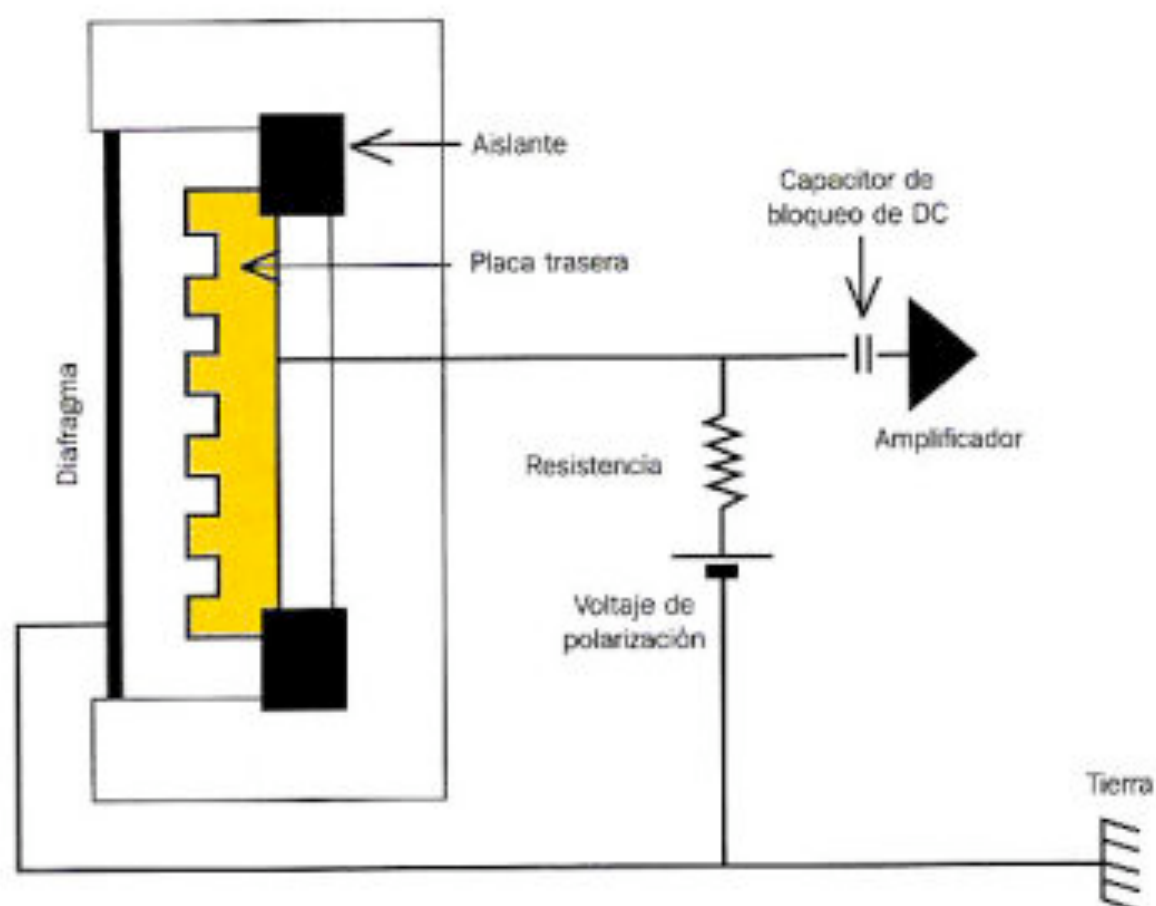 Aislante
Capacitor de
bloqueo de DC
Placa trasera
Diafragma
Amplificador
Resistencia
Voltaje de
polarización
Tierra